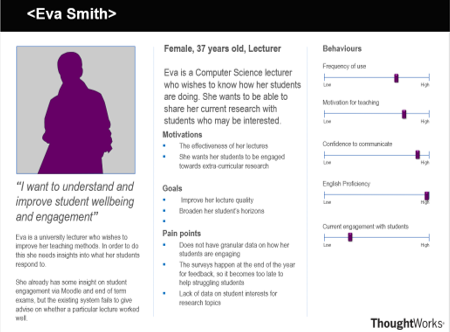 <Eva Smith>
Female, 37 years old, Lecturer
Eva is a Computer Science lecturer
who wishes to know how her students
are doing. She wants to be able to
share her current research with
students who may be interested.
Motivations
• The effectiveness of her lectures
• She wants her students to be engaged
towards extra-curricular research
Goals
• Improve her lecture quality
• Broaden her student's horizons
•
Pain points
• Does not have granular data on how her
students are engaging
• The surveys happen at the end of the year
for feedback, so it becomes too late to
help struggling students
• Lack of data on student interests for
research topics
“I want to understand and
improve student wellbeing
and engagement”
Eva is a university lecturer who wishes to
improve her teaching methods. In order to do
this she needs insights into what her students
respond to.
She already has some insight on student
engagement via Moodle and end of term
exams, but the existing system fails to give
advise on whether a particular lecture worked
well.
Behaviours
Frequency of use
Low High
Motivation for teaching
Low High
Confidence to communicate
Low High
English Proficiency
Low High
Current engagement with students
Low High
ThoughtWorks®